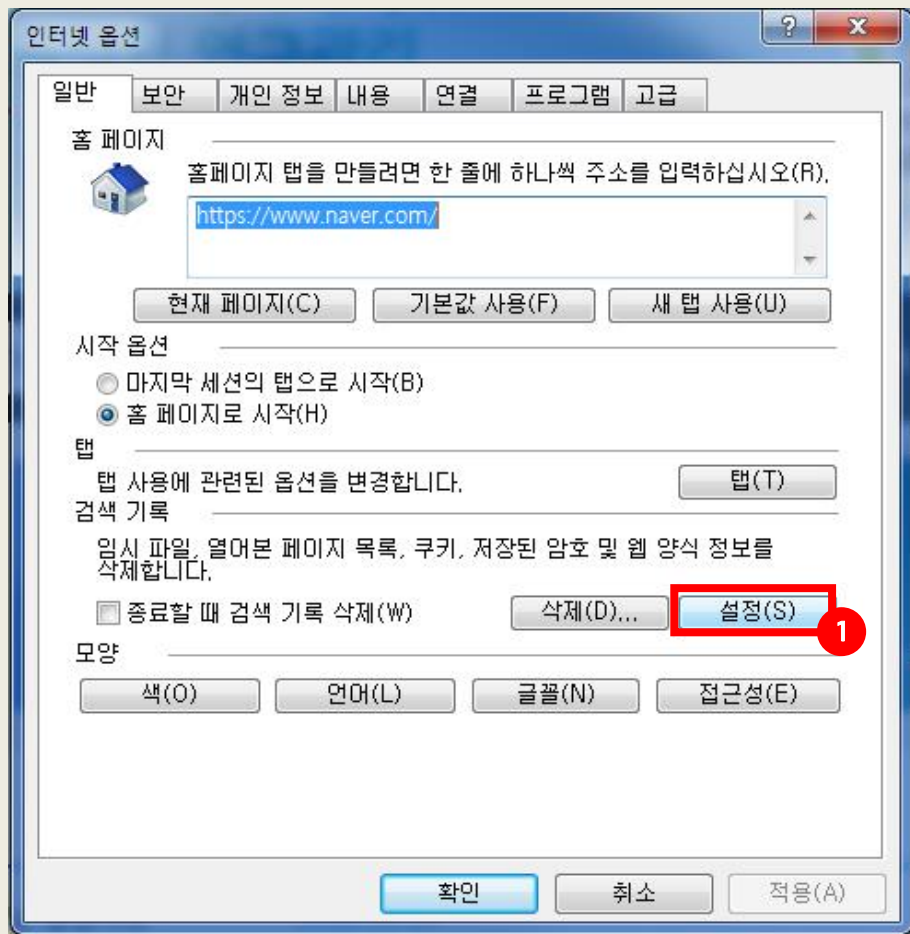 인터넷 옵션
일반 보안 개인 정보 내용 연결 프로그램 고급
홈 페이지
홈페이지 탭을 만들려면 한 줄에 하나씩 주소를 입력하십시오(R).
https://www.naver.com/
현재 페이지(C) 기본값 사용(F) 새 탭 사용(U)
시작 옵션
마지막 세션의 탭으로 시작(B)
홈 페이지로 시작(H)
탭
탭 사용에 관련된 옵션을 변경합니다. 탭(T)
검색 기록
임시 파일, 열어본 페이지 목록, 쿠키, 저장된 암호 및 웹 양식 정보를
삭제합니다.
종료할 때 검색 기록 삭제(W) 삭제(D)... 설정(S)
1
모양
색(O) 언어(L) 글꼴(N) 접근성(E)
확인 취소 적용(A)